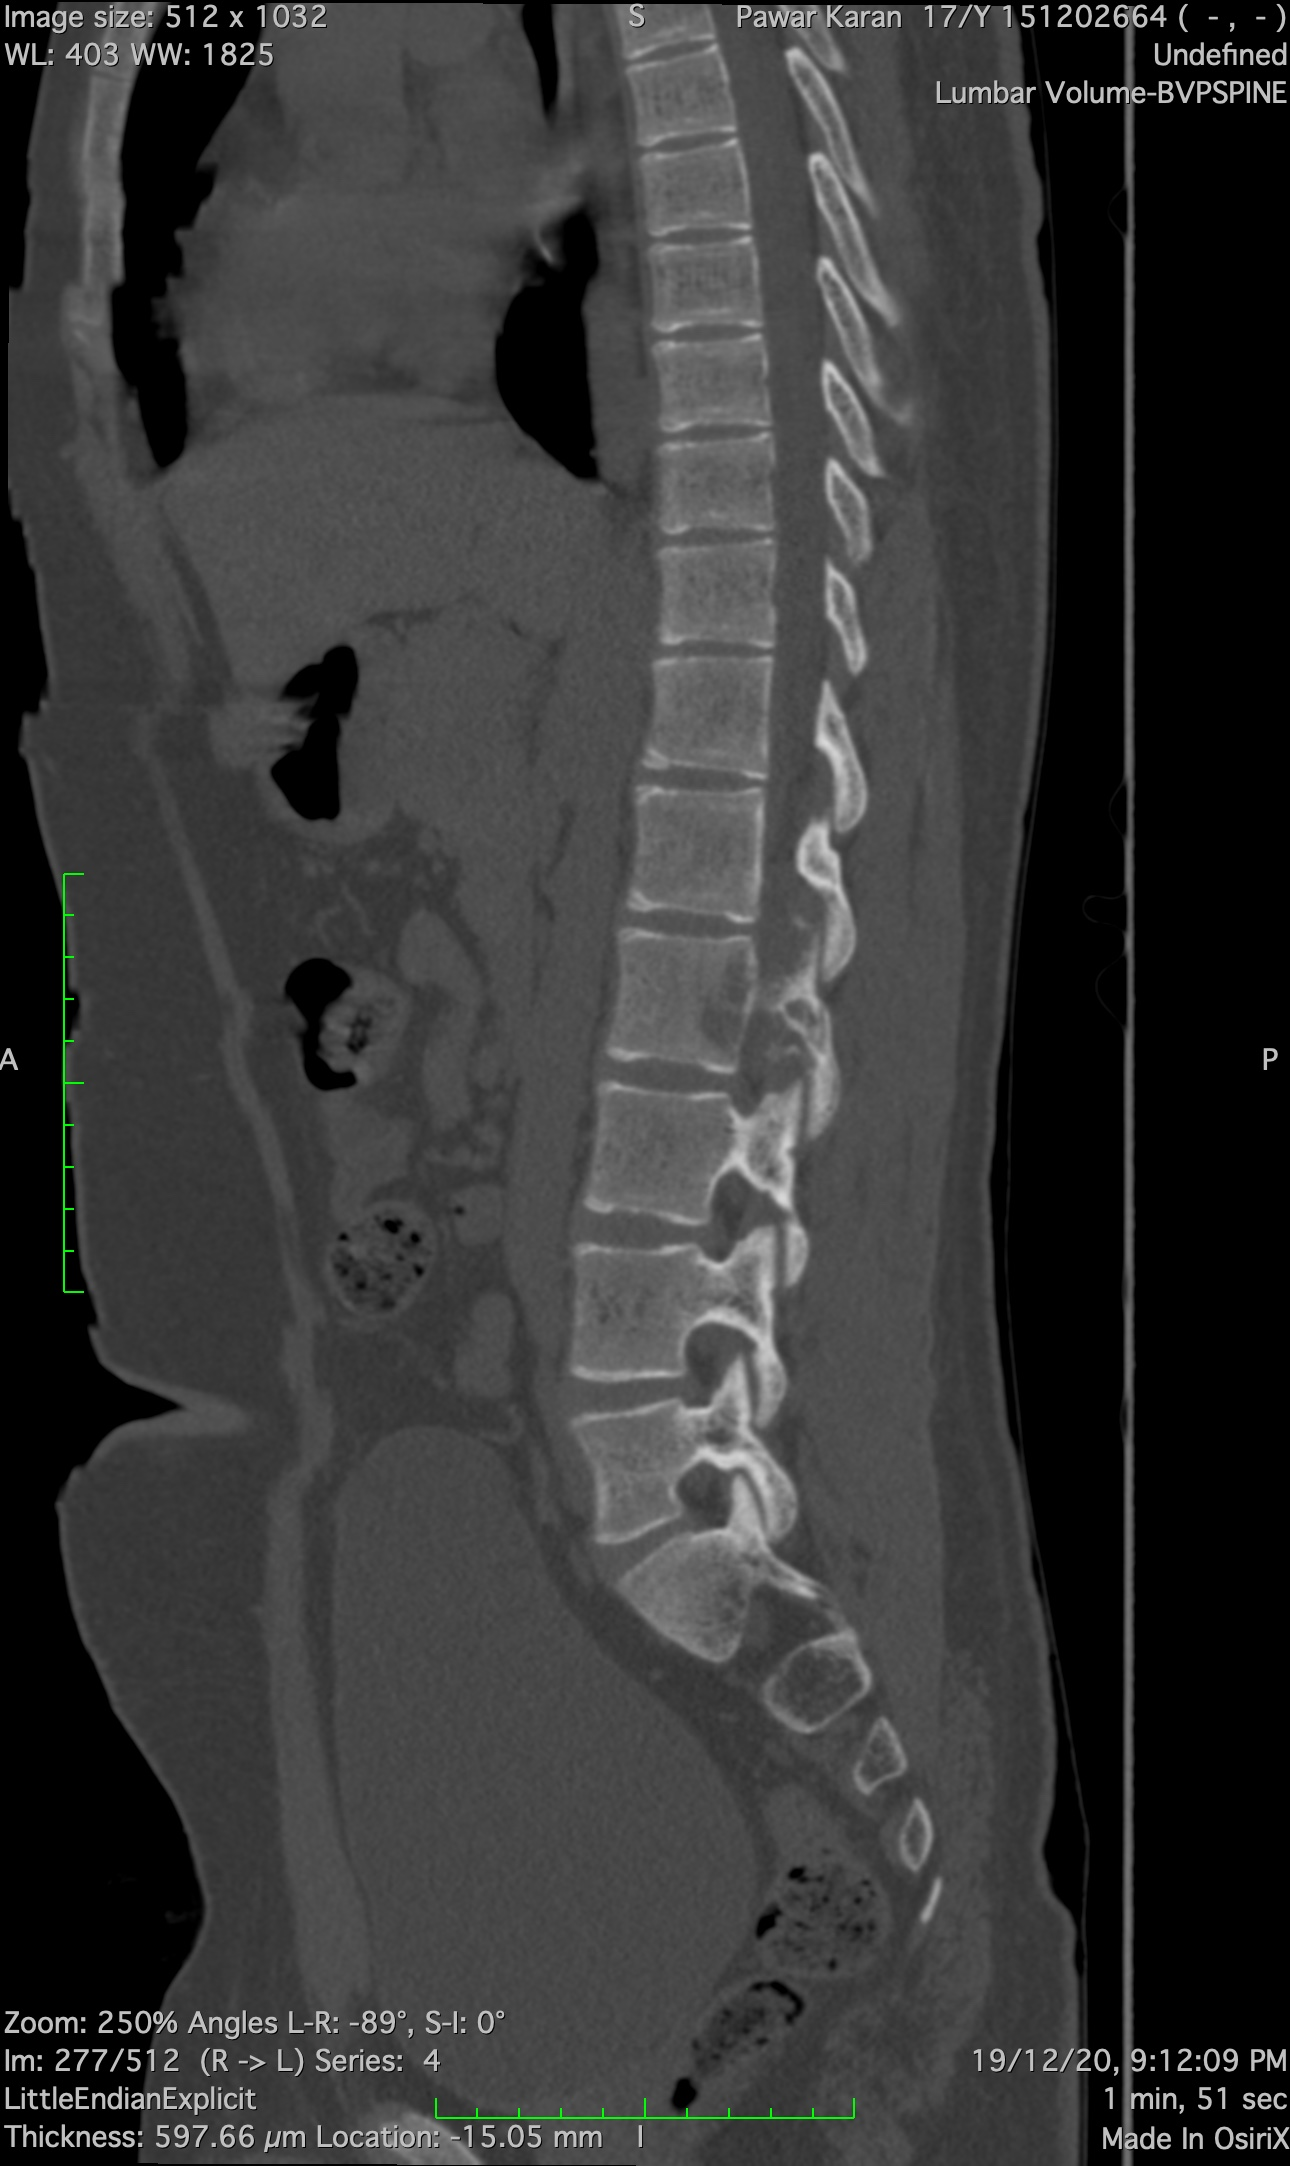 Image size: 512 x 1032
WL: 403 WW: 1825
S
Pawar Karan  17/Y 151202664 (  - ,  - )
Undefined
Lumbar Volume-BVPSPINE
A
P
Zoom: 250% Angles L-R: -89°, S-I: 0°
Im: 277/512  (R -> L) Series:  4
LittleEndianExplicit
Thickness: 597.66 µm Location: -15.05 mm
I
19/12/20, 9:12:09 PM
1 min, 51 sec
Made In OsiriX